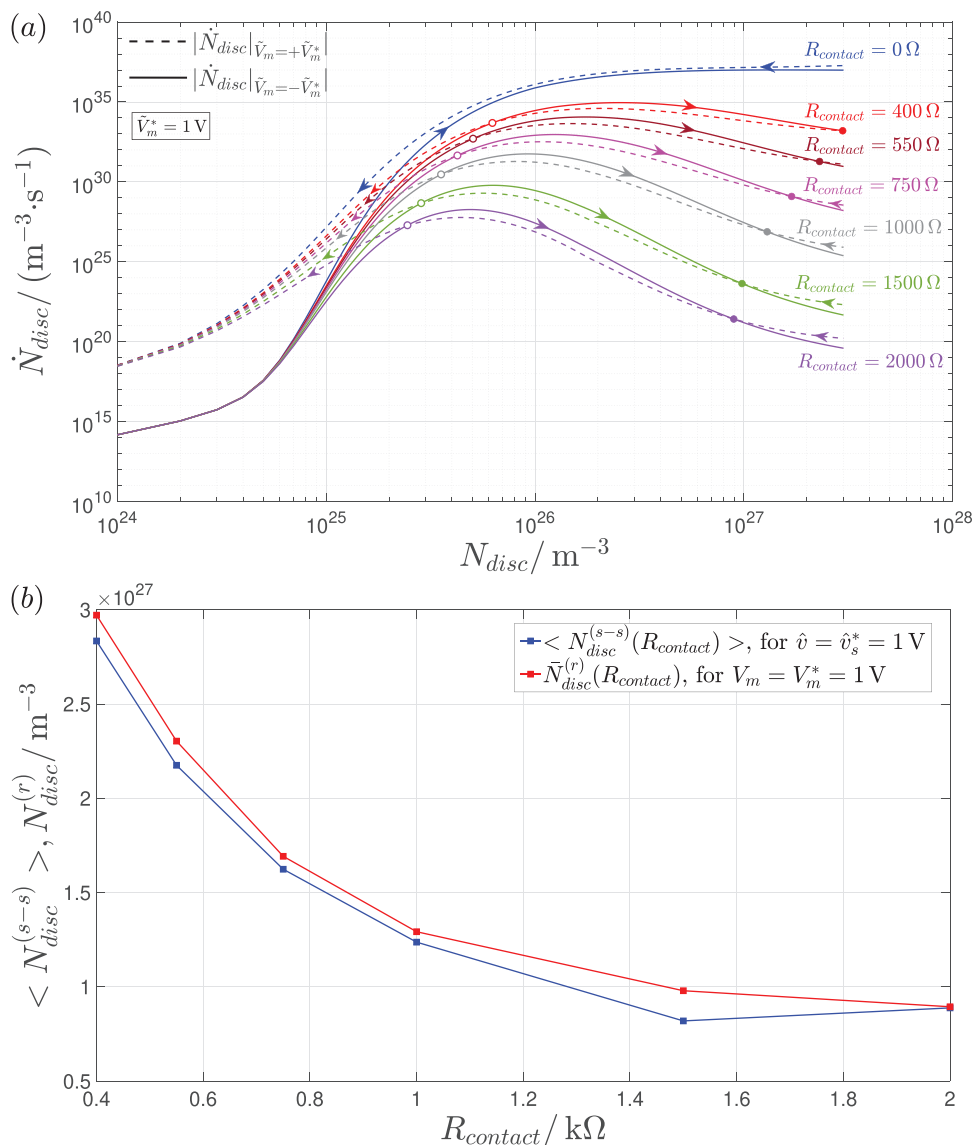 (a)
|Ṅ_disc|_{Ṽ_m=+Ṽ_m^*}|
|Ṅ_disc|_{Ṽ_m=−Ṽ_m^*}|
Ṽ_m^* = 1 V
R_contact = 0 Ω
R_contact = 400 Ω
R_contact = 550 Ω
R_contact = 750 Ω
R_contact = 1000 Ω
R_contact = 1500 Ω
R_contact = 2000 Ω
10^40
10^35
10^30
10^25
10^20
10^15
10^10
Ṅ_disc / (m^−3·s^−1)
10^24 10^25 10^26 10^27 10^28
N_disc / m^−3
(b)
×10^27
3
2.5
2
1.5
1
0.5
< N_disc^(s−s) >, N_disc^(r) / m^−3
< N_disc^(s−s)(R_contact) >, for v̂ = v̂_s^* = 1 V
N̄_disc^(r)(R_contact), for V_m = V_m^* = 1 V
0.4 0.6 0.8 1 1.2 1.4 1.6 1.8 2
R_contact / kΩ